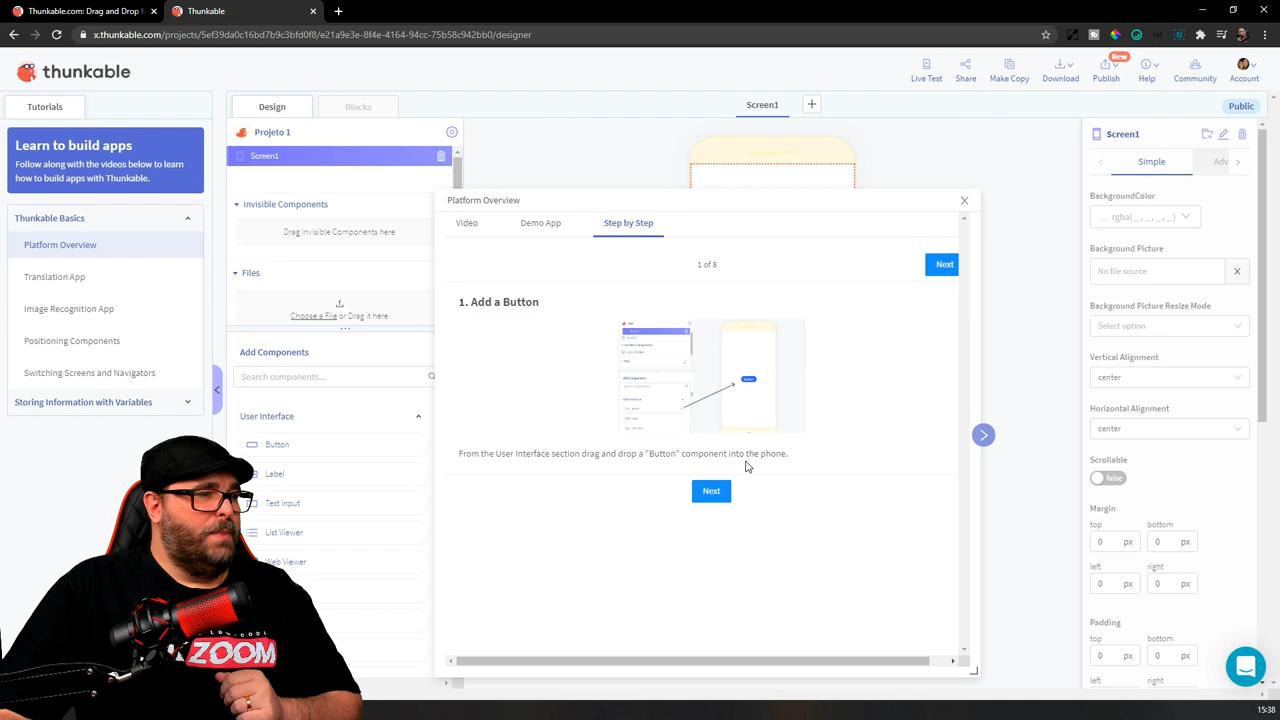 Thunkable.com: Drag and Drop
Thunkable
x.thunkable.com/projects/5ef39da0c16bd7b9c3bfd0f8/e21a9e3e-8f4e-4164-94cc-75b58c942bb0/designer
thunkable
Live Test
Share
Make Copy
Download
New
Publish
Help
Community
Account
Tutorials
Design
Blocks
Screen1
Public
Learn to build apps
Follow along with the videos below to learn
how to build apps with Thunkable.
Thunkable Basics
Platform Overview
Translation App
Image Recognition App
Positioning Components
Switching Screens and Navigators
Storing Information with Variables
Projeto 1
Screen1
Invisible Components
Drag Invisible Components here
Files
Choose a File or Drag it here
Add Components
Search components...
User Interface
Button
Label
Text Input
List Viewer
Web Viewer
Platform Overview
Video
Demo App
Step by Step
1 of 8
Next
1. Add a Button
From the User Interface section drag and drop a "Button" component into the phone.
Next
Screen1
Simple
Adv
BackgroundColor
rgba( _ , _ , _ , _ )
Background Picture
No file source
X
Background Picture Resize Mode
Select option
Vertical Alignment
center
Horizontal Alignment
center
Scrollable
false
Margin
top
bottom
0 px
0 px
left
right
0 px
0 px
Padding
top
bottom
0 px
0 px
left
right
LOW-CODE
ZOOM
15:38